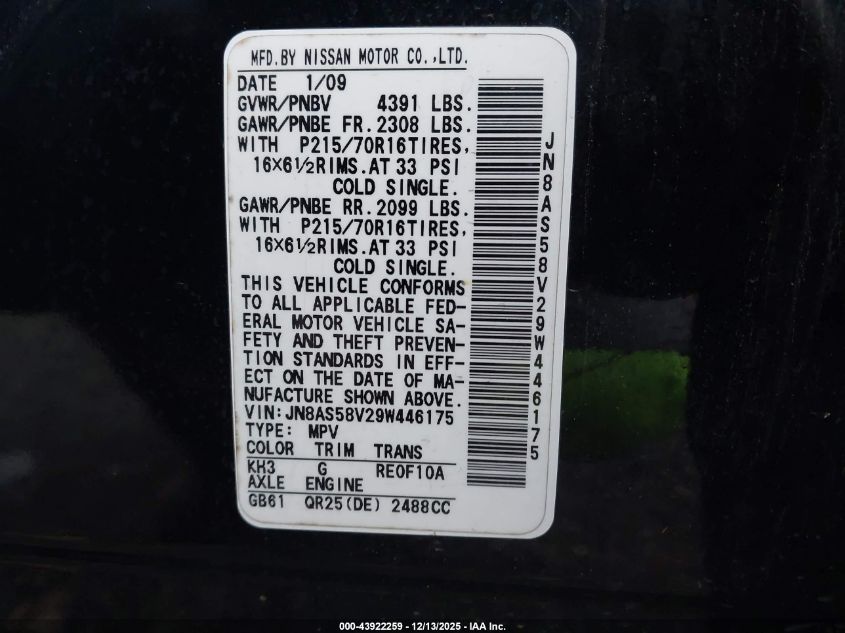 MFD.BY NISSAN MOTOR CO.,LTD.
DATE 1/09
GVWR/PNBV 4391 LBS.
GAWR/PNBE FR.2308 LBS.
WITH P215/70R16TIRES,
16X6½RIMS.AT 33 PSI
COLD SINGLE.
GAWR/PNBE RR.2099 LBS.
WITH P215/70R16TIRES,
16X6½RIMS.AT 33 PSI
COLD SINGLE.
THIS VEHICLE CONFORMS
TO ALL APPLICABLE FED-
ERAL MOTOR VEHICLE SA-
FETY AND THEFT PREVEN-
TION STANDARDS IN EFF-
ECT ON THE DATE OF MA-
NUFACTURE SHOWN ABOVE.
VIN:JN8AS58V29W446175
TYPE: MPV
COLOR TRIM TRANS
KH3 G RE0F10A
AXLE ENGINE
GB61 QR25(DE) 2488CC
JN8AS58V29W446175
000-43922259 - 12/13/2025 - IAA Inc.